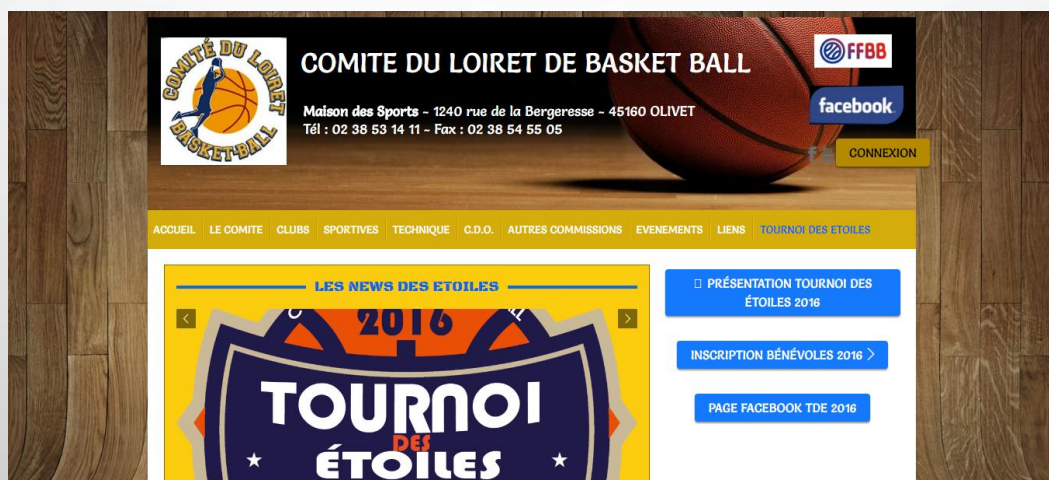 COMITÉ DU LOIRET
BASKET-BALL
COMITE DU LOIRET DE BASKET BALL
Maison des Sports - 1240 rue de la Bergeresse - 45160 OLIVET
Tél : 02 38 53 14 11 - Fax : 02 38 54 55 05
FFBB
facebook
CONNEXION
ACCUEIL LE COMITE CLUBS SPORTIVES TECHNIQUE C.D.O. AUTRES COMMISSIONS EVENEMENTS LIENS TOURNOI DES ETOILES
LES NEWS DES ETOILES
2016
TOURNOI
DES
ÉTOILES
PRÉSENTATION TOURNOI DES
ÉTOILES 2016
INSCRIPTION BÉNÉVOLES 2016
PAGE FACEBOOK TDE 2016